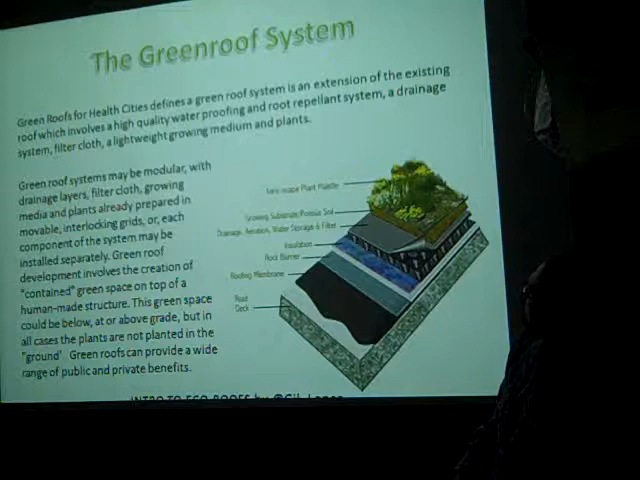 The Greenroof System
Green Roofs for Health Cities defines a green roof system is an extension of the existing
roof which involves a high quality water proofing and root repellant system, a drainage
system, filter cloth, a lightweight growing medium and plants.
Green roof systems may be modular, with
drainage layers, filter cloth, growing
media and plants already prepared in
movable, interlocking grids, or, each
component of the system may be
installed separately. Green roof
development involves the creation of
"contained" green space on top of a
human-made structure. This green space
could be below, at or above grade, but in
all cases the plants are not planted in the
"ground' Green roofs can provide a wide
range of public and private benefits.
Plant Palette
Growing Substrate/Porous Soil
Drainage, Aeration, Water Storage & Filter
Insulation
Roofing Membrane
Deck
INTRO TO ECO-ROOFS by